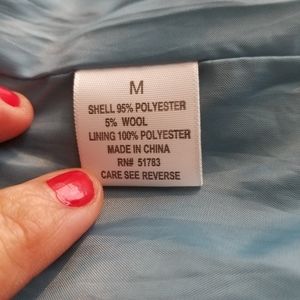 M
SHELL 95% POLYESTER
5% WOOL
LINING 100% POLYESTER
MADE IN CHINA
RN# 51783
CARE SEE REVERSE